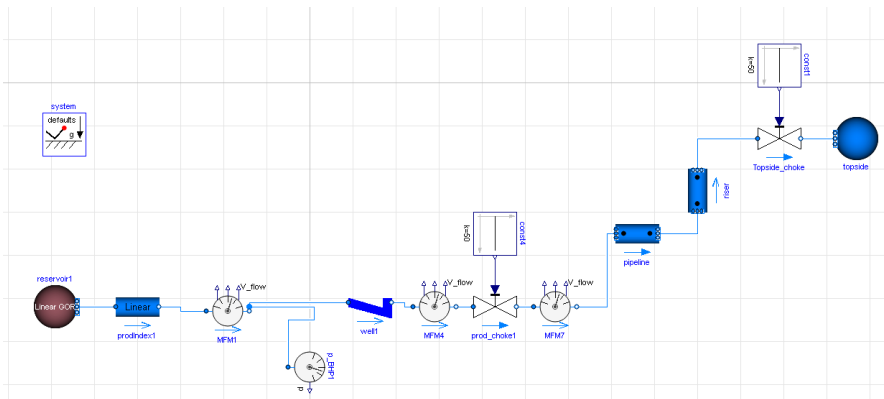 const1
k=50
system
defaults
g
Topside_choke
topside
riser
const4
k=50
pipeline
reservoir1
Linear GOR
Linear
prodIndex1
V_flow
MFM1
well1
V_flow
MFM4
prod_choke1
V_flow
MFM7
p_BHP1
p